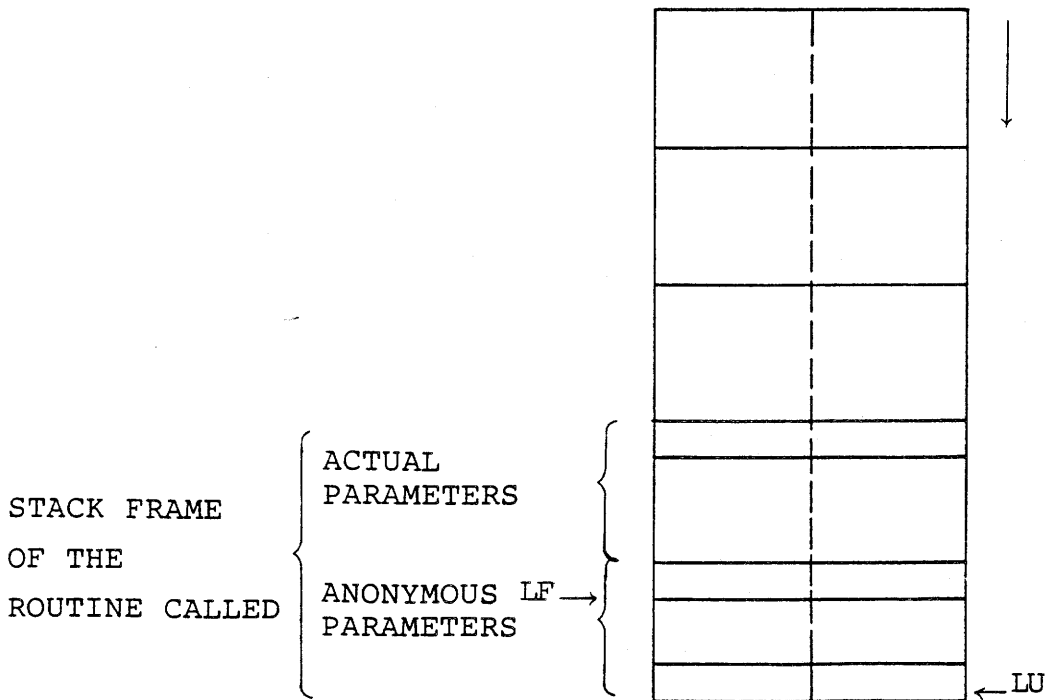 STACK FRAME
OF THE
ROUTINE CALLED
ACTUAL
PARAMETERS
ANONYMOUS
PARAMETERS
LF
LU